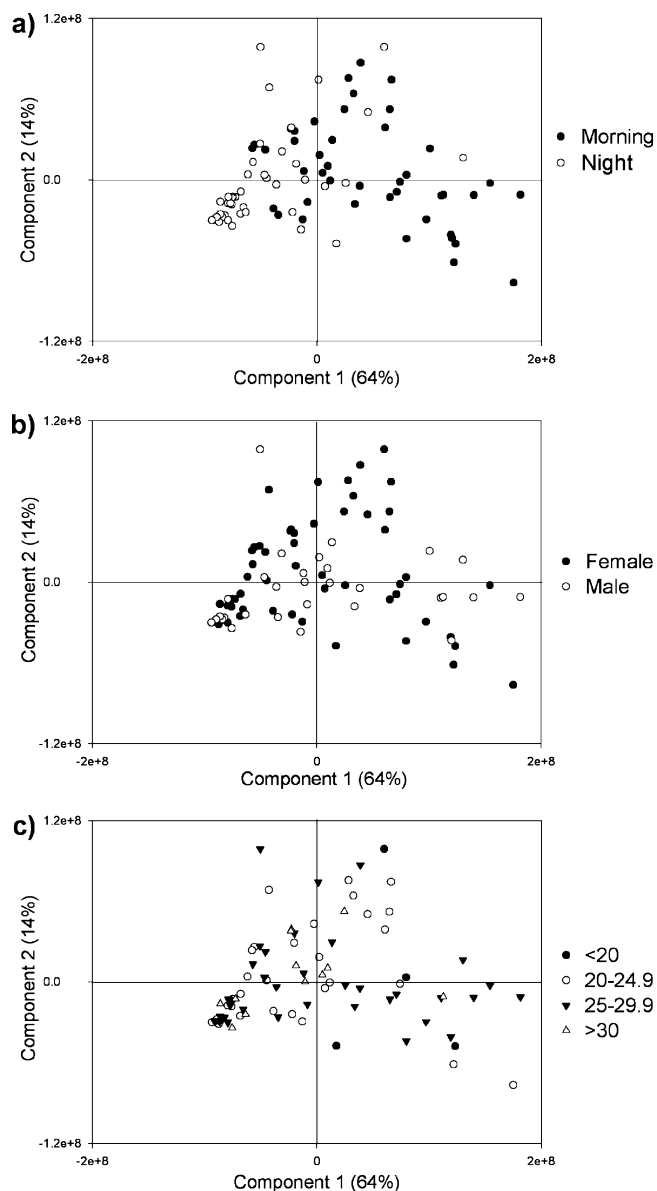 a)
1.2e+8
Component 2 (14%)
0.0
-1.2e+8
-2e+8
0
2e+8
Component 1 (64%)
Morning
Night
b)
1.2e+8
Component 2 (14%)
0.0
-1.2e+8
-2e+8
0
2e+8
Component 1 (64%)
Female
Male
c)
1.2e+8
Component 2 (14%)
0.0
-1.2e+8
-2e+8
0
2e+8
Component 1 (64%)
<20
20-24.9
25-29.9
>30